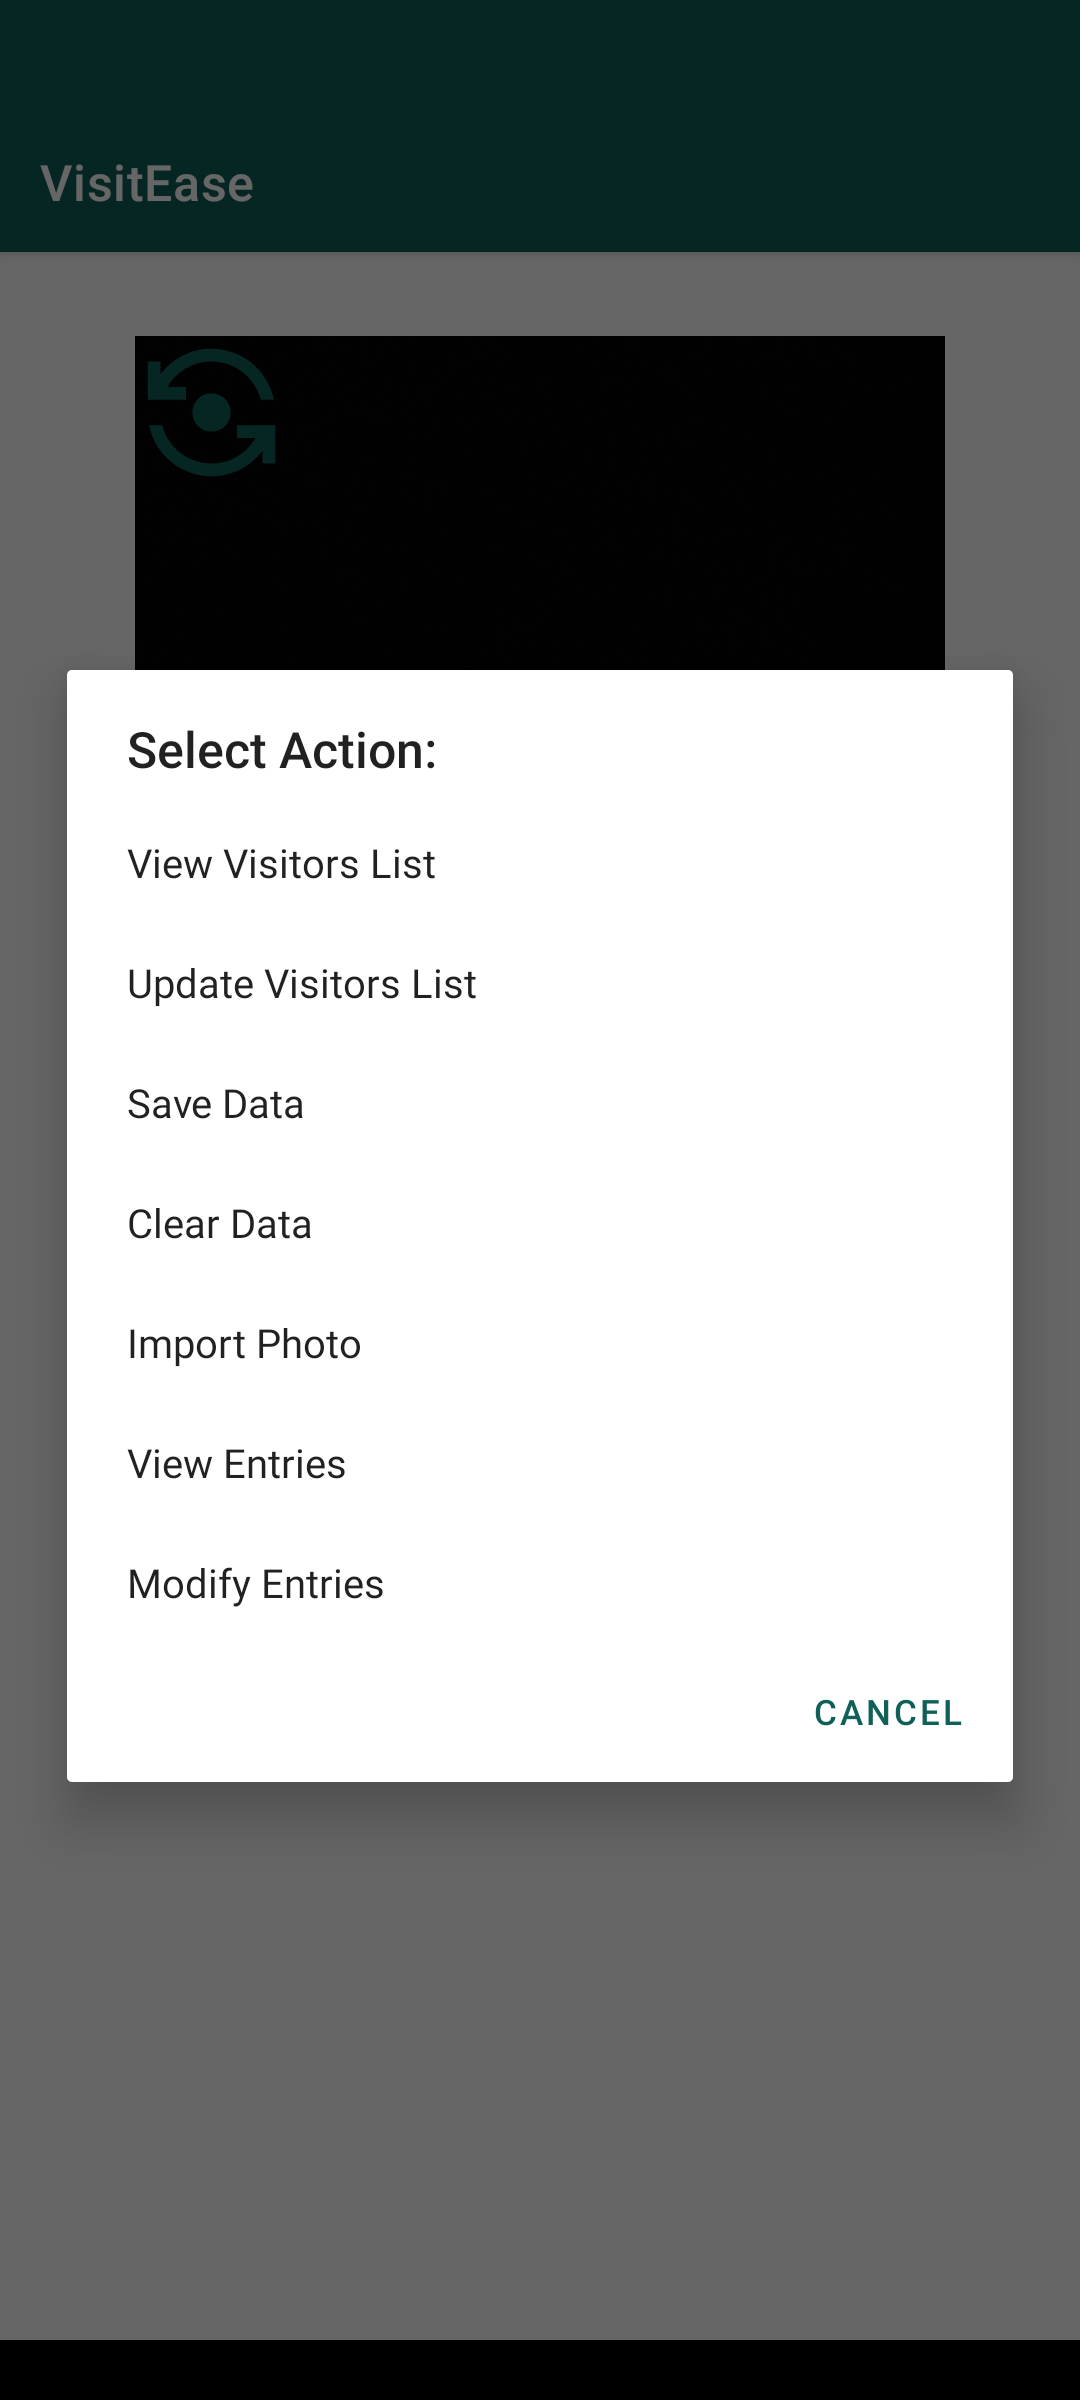 VisitEase
Select Action:
View Visitors List
Update Visitors List
Save Data
Clear Data
Import Photo
View Entries
Modify Entries
CANCEL